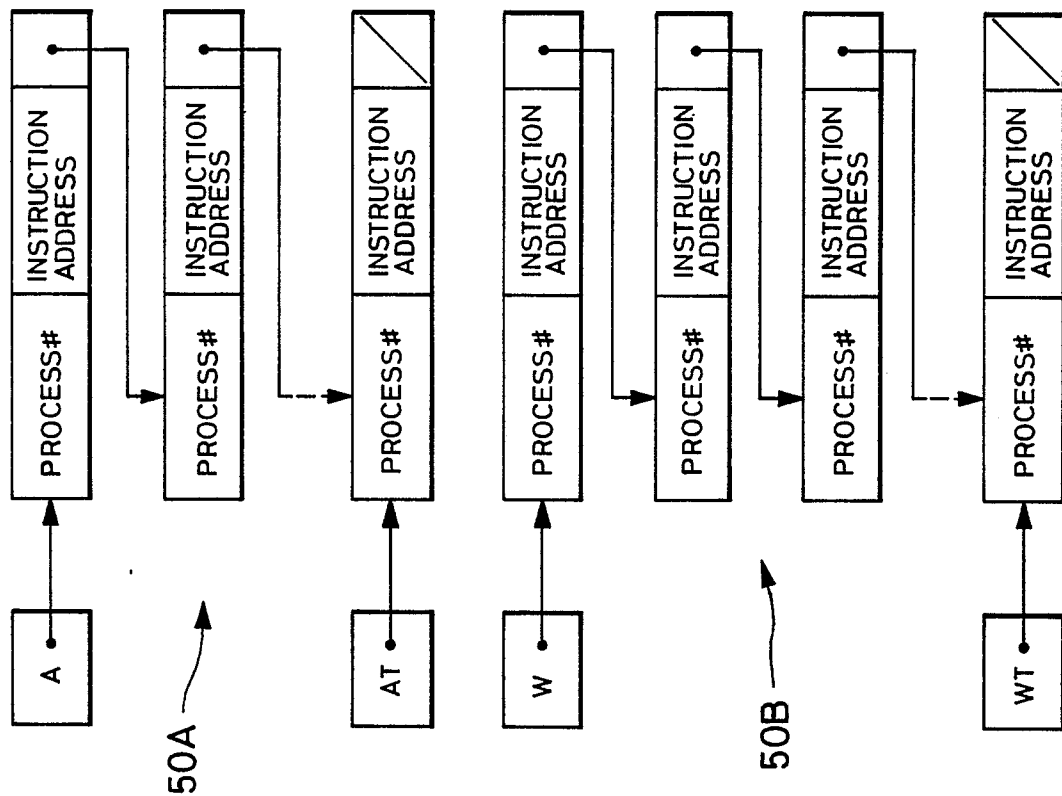 A
PROCESS#
INSTRUCTION
ADDRESS
50A
PROCESS#
INSTRUCTION
ADDRESS
AT
PROCESS#
INSTRUCTION
ADDRESS
W
PROCESS#
INSTRUCTION
ADDRESS
PROCESS#
INSTRUCTION
ADDRESS
50B
PROCESS#
INSTRUCTION
ADDRESS
WT
PROCESS#
INSTRUCTION
ADDRESS